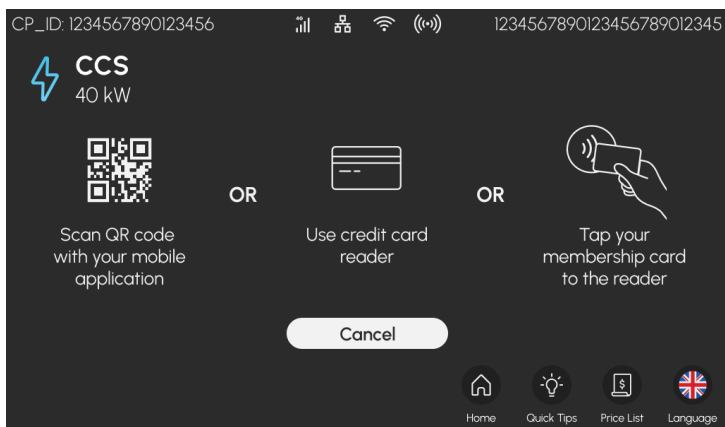 CP_ID: 1234567890123456
4G
1234567890123456789012345
CCS
40 kW
OR
OR
Scan QR code
with your mobile
application
Use credit card
reader
Tap your
membership card
to the reader
Cancel
$
Home
Quick Tips
Price List
Language